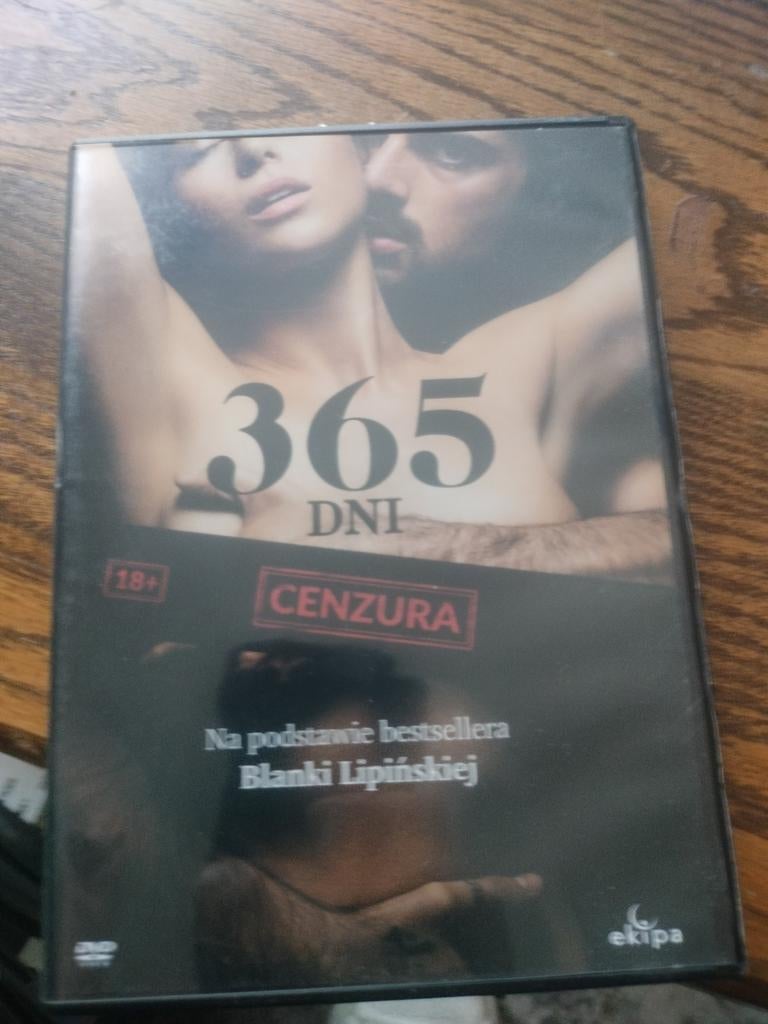 365
DNI
18+
CENZURA
Na podstawie bestsellera
Blanki Lipińskiej
DVD
ekipa